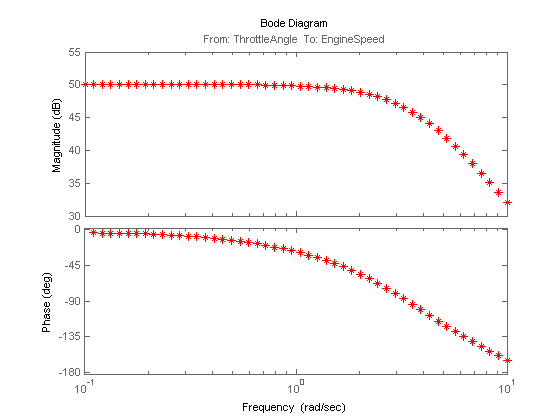 Bode Diagram
From: ThrottleAngle To: EngineSpeed
55
50
45
40
35
30
Magnitude (dB)
0
-45
-90
-135
-180
Phase (deg)
10^-1
10^0
10^1
Frequency (rad/sec)